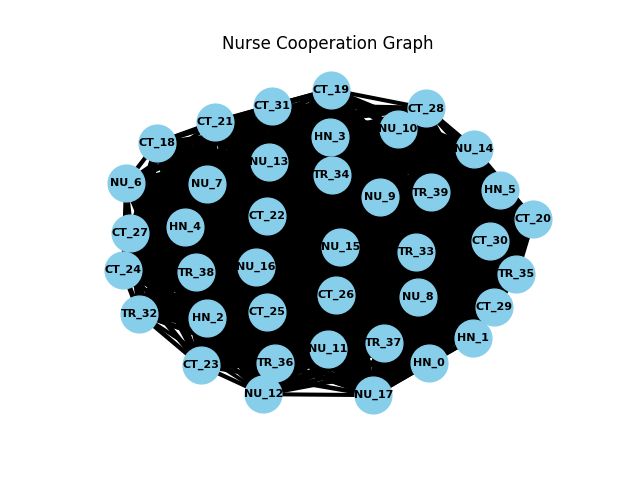 Nurse Cooperation Graph
CT_19
CT_31
CT_28
CT_21
NU_10
HN_3
CT_18
NU_14
NU_13
TR_34
NU_6
NU_7
HN_5
TR_39
NU_9
CT_22
CT_20
HN_4
CT_27
CT_30
NU_15
TR_33
NU_16
CT_24
TR_38
TR_35
CT_26
NU_8
CT_29
CT_25
TR_32
HN_2
HN_1
TR_37
NU_11
TR_36
HN_0
CT_23
NU_12
NU_17